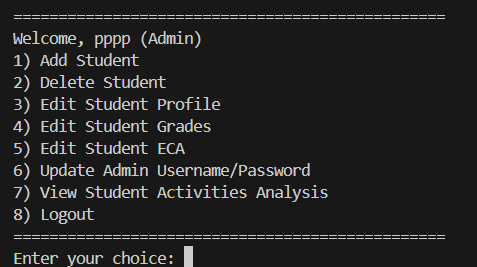 ================================================
Welcome, pppp (Admin)
1) Add Student
2) Delete Student
3) Edit Student Profile
4) Edit Student Grades
5) Edit Student ECA
6) Update Admin Username/Password
7) View Student Activities Analysis
8) Logout
================================================
Enter your choice: